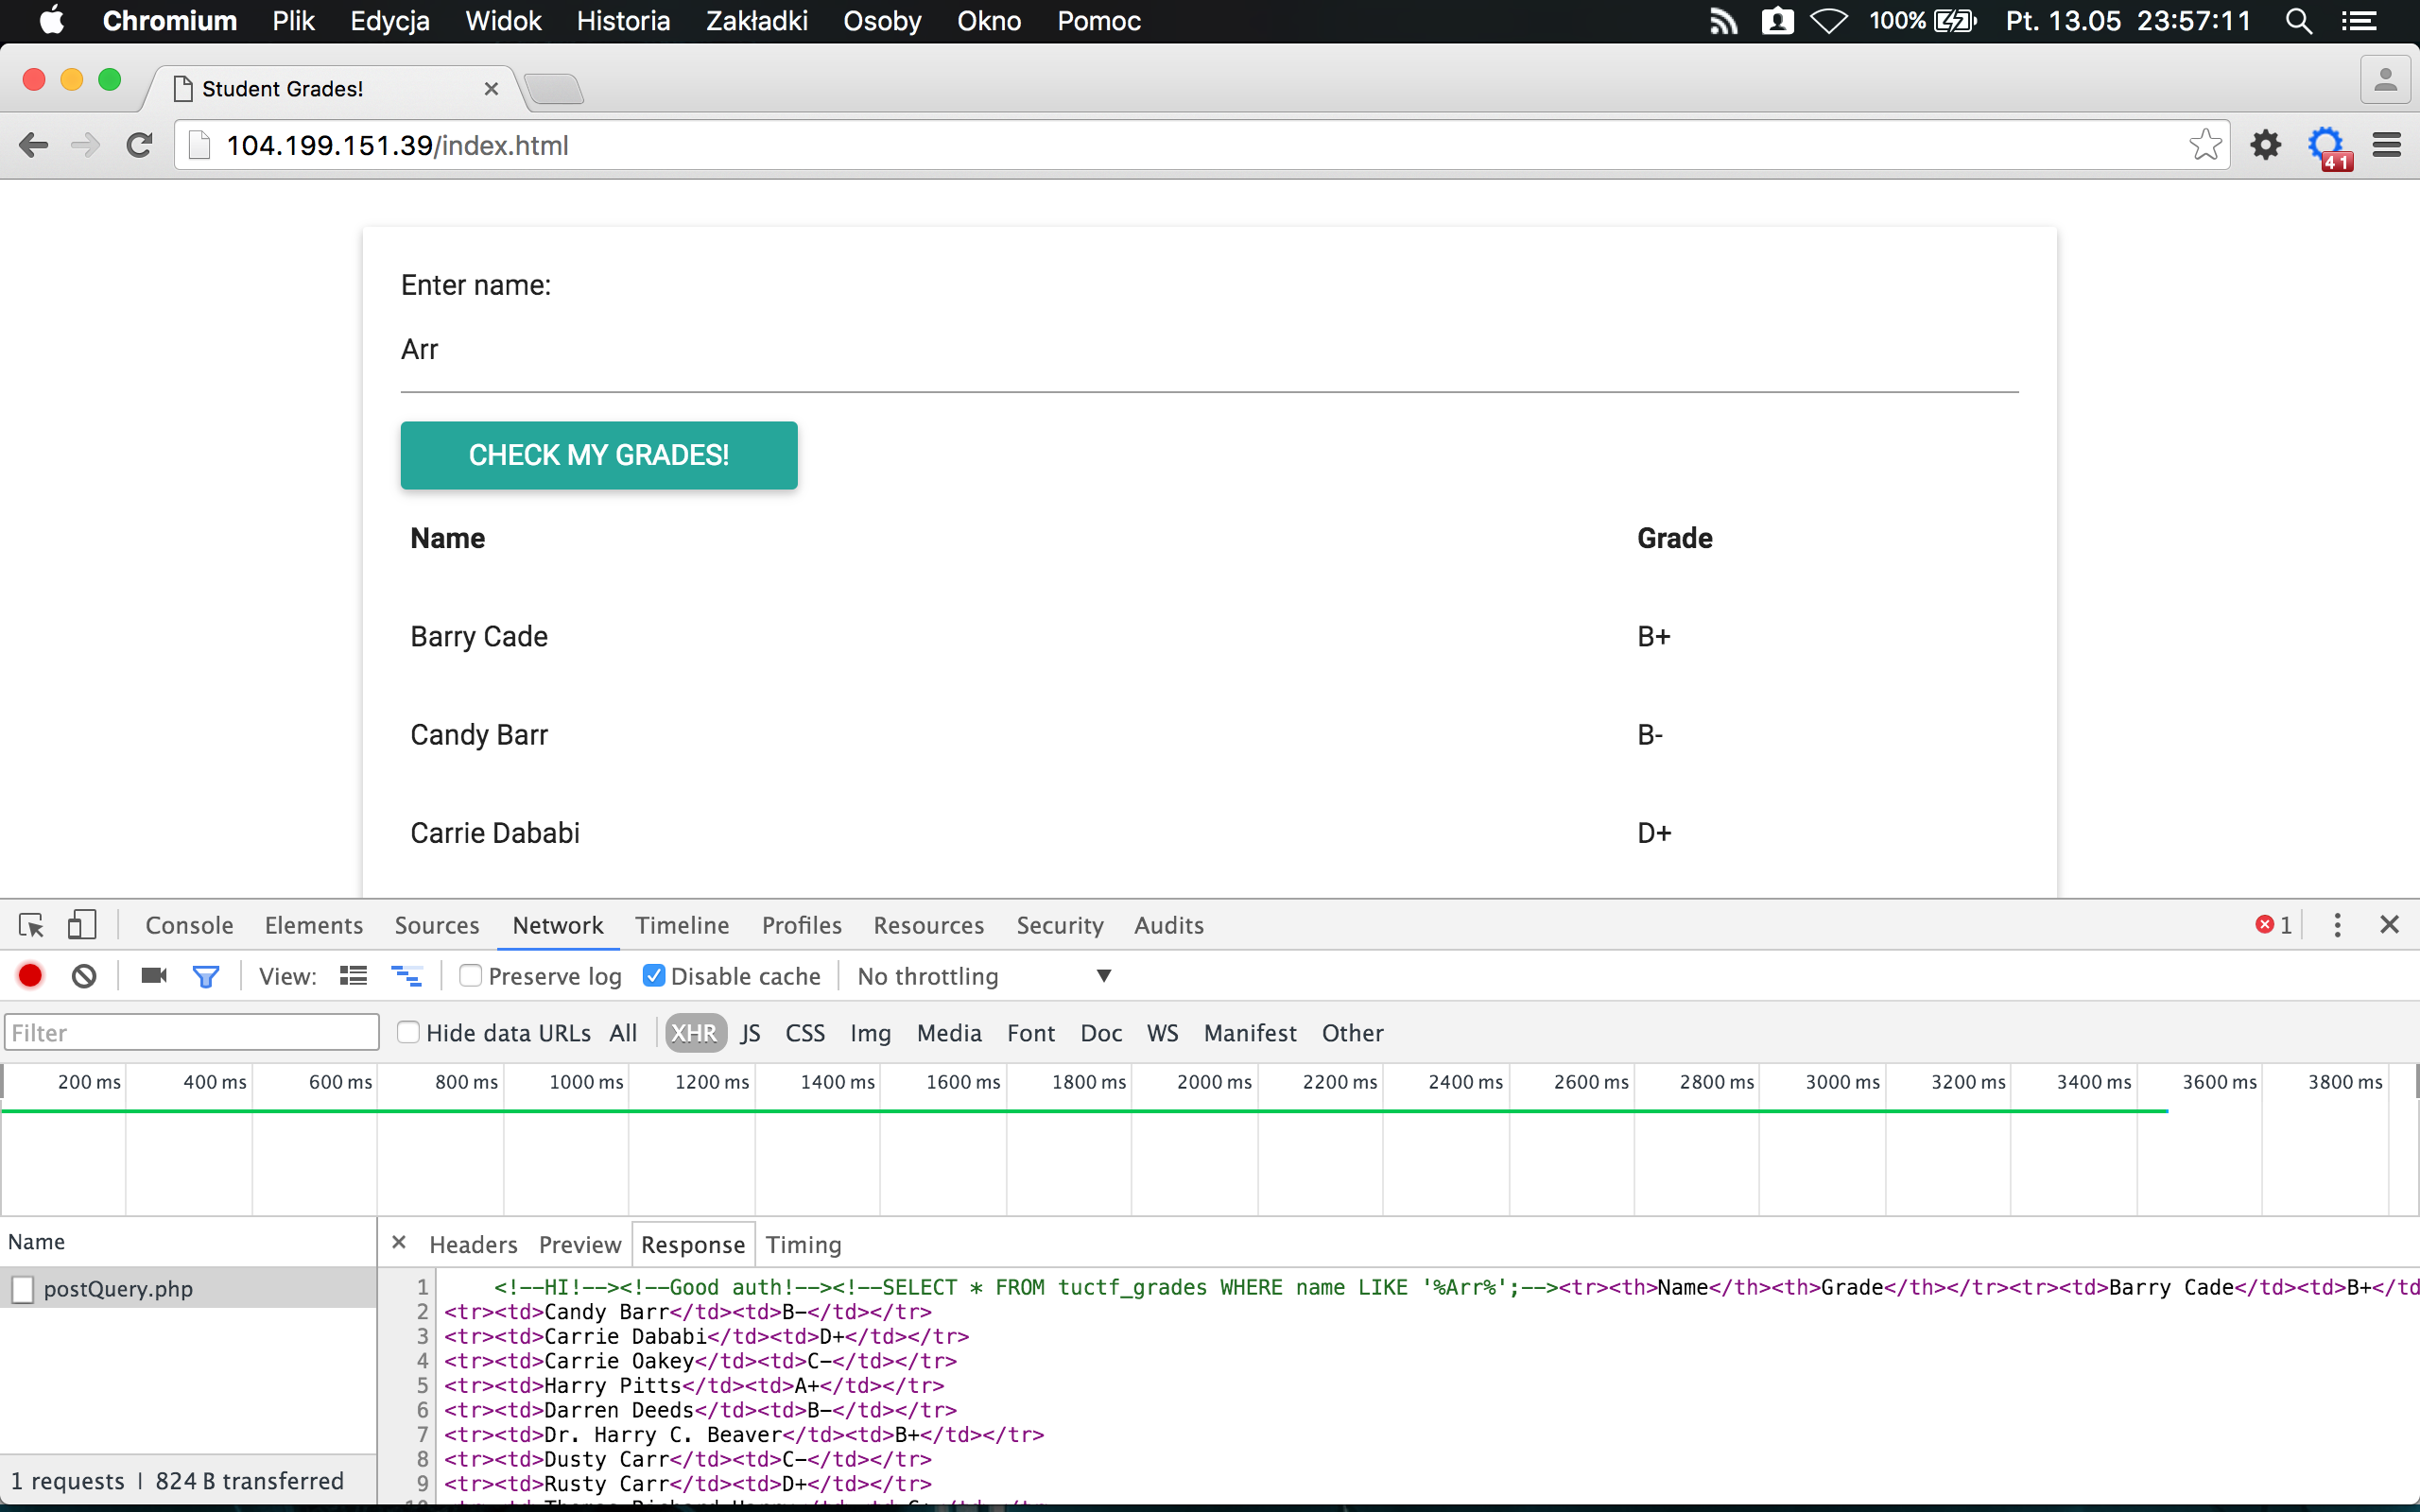 Chromium Plik Edycja Widok Historia Zakładki Osoby Okno Pomoc 100% Pt. 13.05 23:57:11
Student Grades!
104.199.151.39/index.html
41
Enter name:
Arr
CHECK MY GRADES!
Name Grade
Barry Cade B+
Candy Barr B-
Carrie Dababi D+
Console Elements Sources Network Timeline Profiles Resources Security Audits 1
View: Preserve log Disable cache No throttling
Filter Hide data URLs All XHR JS CSS Img Media Font Doc WS Manifest Other
200 ms 400 ms 600 ms 800 ms 1000 ms 1200 ms 1400 ms 1600 ms 1800 ms 2000 ms 2200 ms 2400 ms 2600 ms 2800 ms 3000 ms 3200 ms 3400 ms 3600 ms 3800 ms
Name
Headers Preview Response Timing
postQuery.php
1 <!--HI!--><!--Good auth!--><!--SELECT * FROM tuctf_grades WHERE name LIKE '%Arr%';--><tr><th>Name</th><th>Grade</th></tr><tr><td>Barry Cade</td><td>B+</td
2 <tr><td>Candy Barr</td><td>B-</td></tr>
3 <tr><td>Carrie Dababi</td><td>D+</td></tr>
4 <tr><td>Carrie Oakey</td><td>C-</td></tr>
5 <tr><td>Harry Pitts</td><td>A+</td></tr>
6 <tr><td>Darren Deeds</td><td>B-</td></tr>
7 <tr><td>Dr. Harry C. Beaver</td><td>B+</td></tr>
8 <tr><td>Dusty Carr</td><td>C-</td></tr>
9 <tr><td>Rusty Carr</td><td>D+</td></tr>
1 requests | 824 B transferred